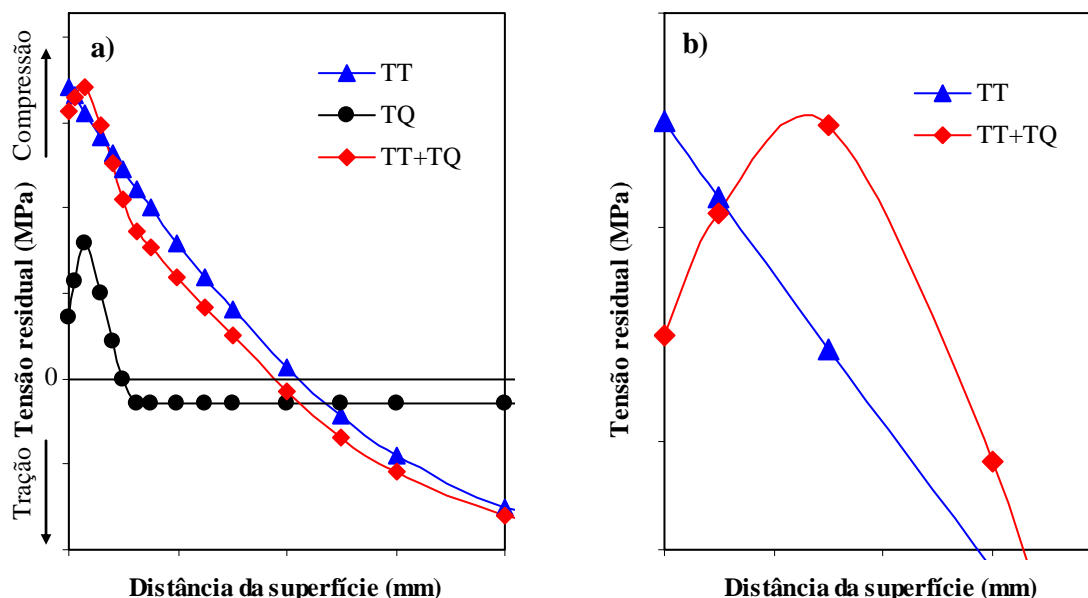 a)
TT
TQ
TT+TQ
Compressão
Tensão residual (MPa)
Tração
0
Distância da superfície (mm)
b)
TT
TT+TQ
Tensão residual (MPa)
Distância da superfície (mm)